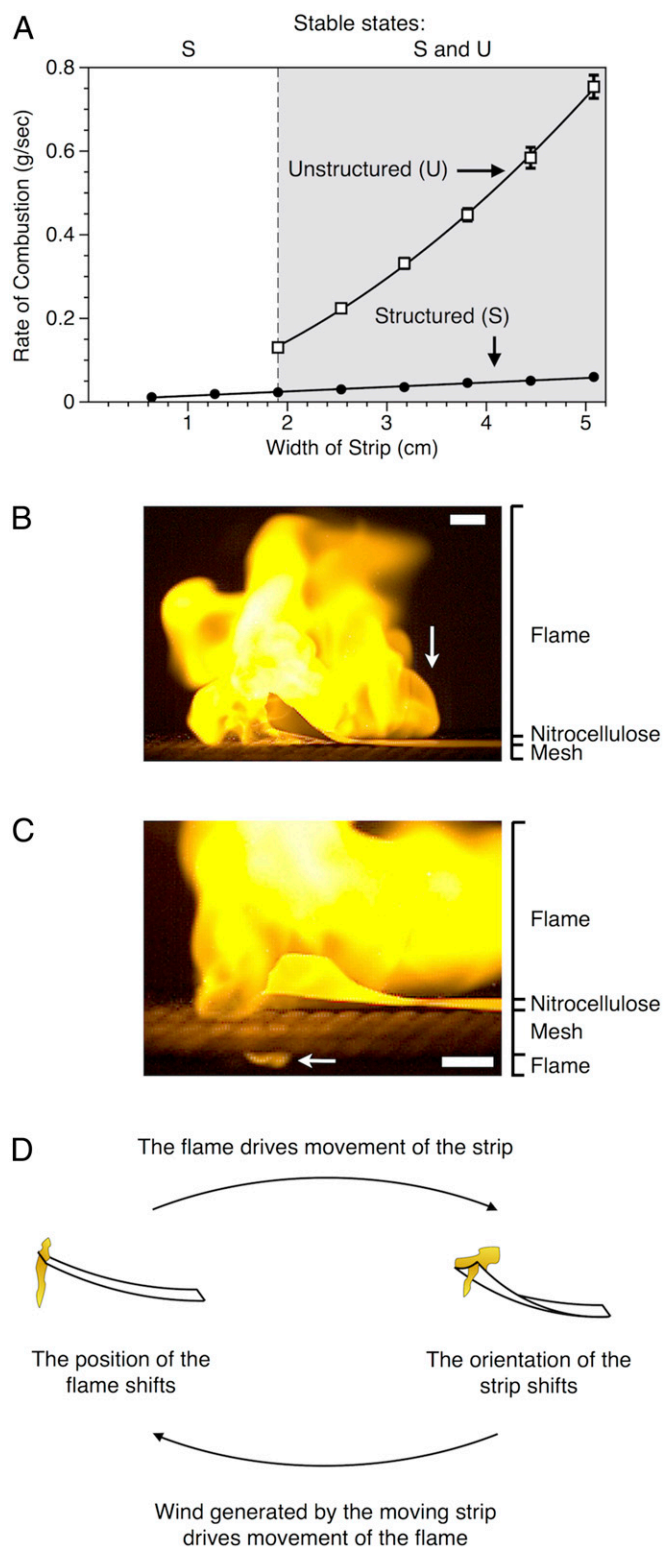 A
Stable states:
S
S and U
0.8
0.6
0.4
0.2
0
Rate of Combustion (g/sec)
Unstructured (U)
Structured (S)
1
2
3
4
5
Width of Strip (cm)
B
Flame
Nitrocellulose
Mesh
C
Flame
Nitrocellulose
Mesh
Flame
D
The flame drives movement of the strip
The position of the
flame shifts
The orientation of the
strip shifts
Wind generated by the moving strip
drives movement of the flame